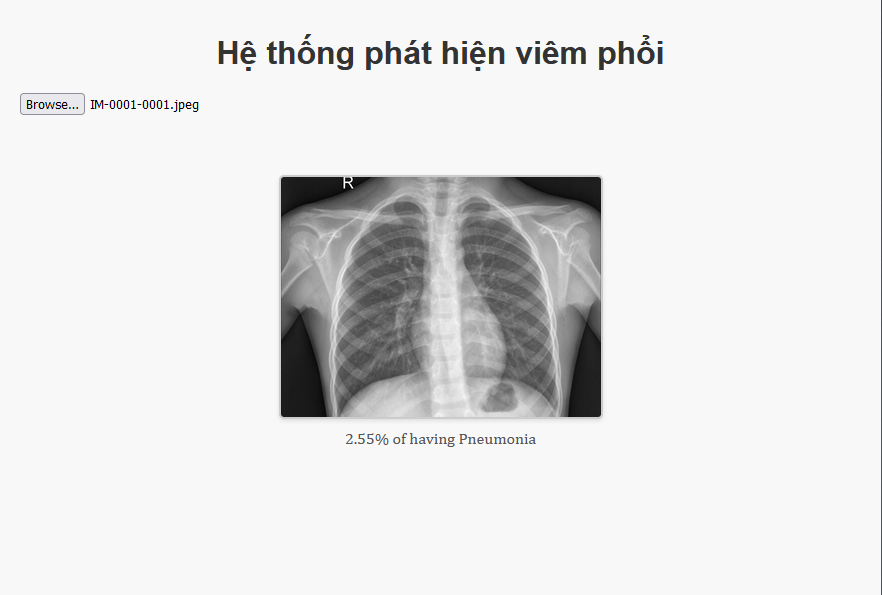 Hệ thống phát hiện viêm phổi
Browse... IM-0001-0001.jpeg
R
2.55% of having Pneumonia